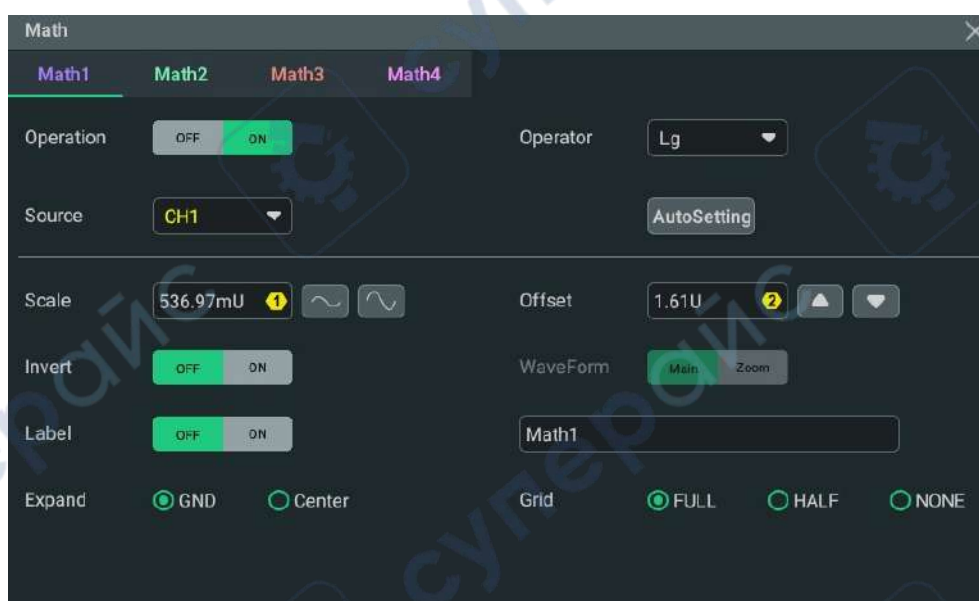 Math
Math1 Math2 Math3 Math4
Operation OFF ON Operator Lg
Source CH1 AutoSetting
Scale 536.97mU 1 Offset 1.61U 2
Invert OFF ON WaveForm Main Zoom
Label OFF ON Math1
Expand GND Center Grid FULL HALF NONE
суперайс